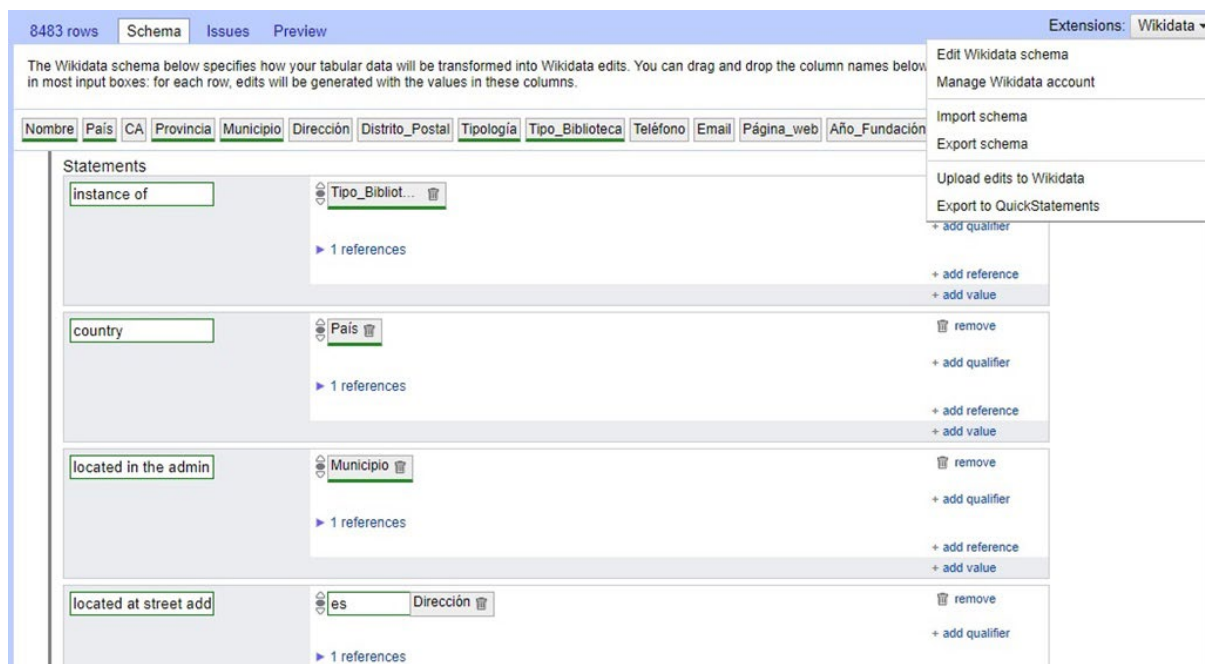 8483 rows Schema Issues Preview Extensions: Wikidata
The Wikidata schema below specifies how your tabular data will be transformed into Wikidata edits. You can drag and drop the column names below
in most input boxes: for each row, edits will be generated with the values in these columns.
Edit Wikidata schema
Manage Wikidata account
Import schema
Export schema
Upload edits to Wikidata
Export to QuickStatements
Nombre País CA Provincia Municipio Dirección Distrito_Postal Tipología Tipo_Biblioteca Teléfono Email Página_web Año_Fundación
Statements
instance of Tipo_Bibliot...
+ add qualifier
1 references
+ add reference
+ add value
country País remove
+ add qualifier
1 references
+ add reference
+ add value
located in the admin Municipio remove
+ add qualifier
1 references
+ add reference
+ add value
located at street add es Dirección remove
+ add qualifier
1 references